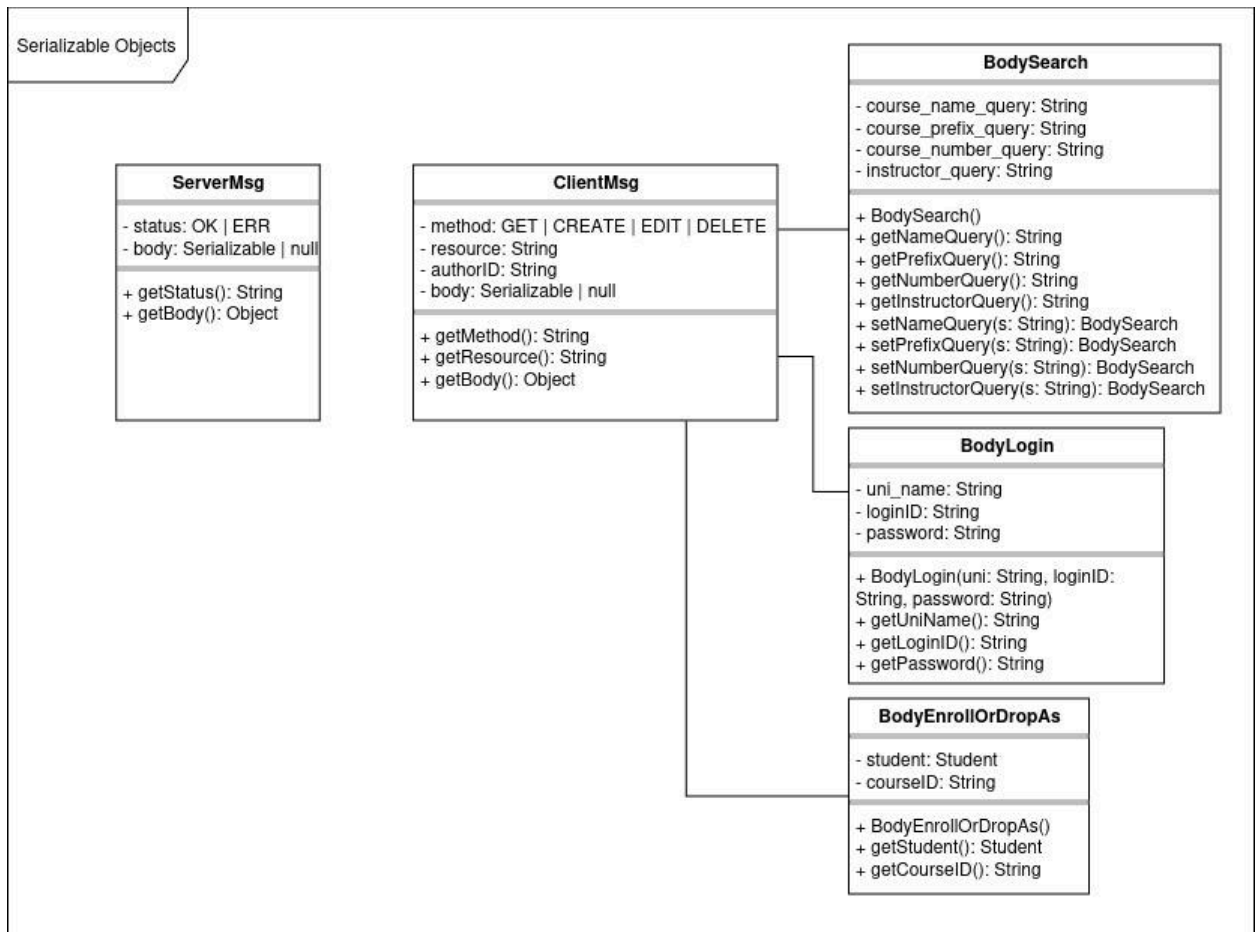 Serializable Objects
ServerMsg
- status: OK | ERR
- body: Serializable | null
+ getStatus(): String
+ getBody(): Object
ClientMsg
- method: GET | CREATE | EDIT | DELETE
- resource: String
- authorID: String
- body: Serializable | null
+ getMethod(): String
+ getResource(): String
+ getBody(): Object
BodySearch
- course_name_query: String
- course_prefix_query: String
- course_number_query: String
- instructor_query: String
+ BodySearch()
+ getNameQuery(): String
+ getPrefixQuery(): String
+ getNumberQuery(): String
+ getInstructorQuery(): String
+ setNameQuery(s: String): BodySearch
+ setPrefixQuery(s: String): BodySearch
+ setNumberQuery(s: String): BodySearch
+ setInstructorQuery(s: String): BodySearch
BodyLogin
- uni_name: String
- loginID: String
- password: String
+ BodyLogin(uni: String, loginID:
String, password: String)
+ getUniName(): String
+ getLoginID(): String
+ getPassword(): String
BodyEnrollOrDropAs
- student: Student
- courseID: String
+ BodyEnrollOrDropAs()
+ getStudent(): Student
+ getCourseID(): String